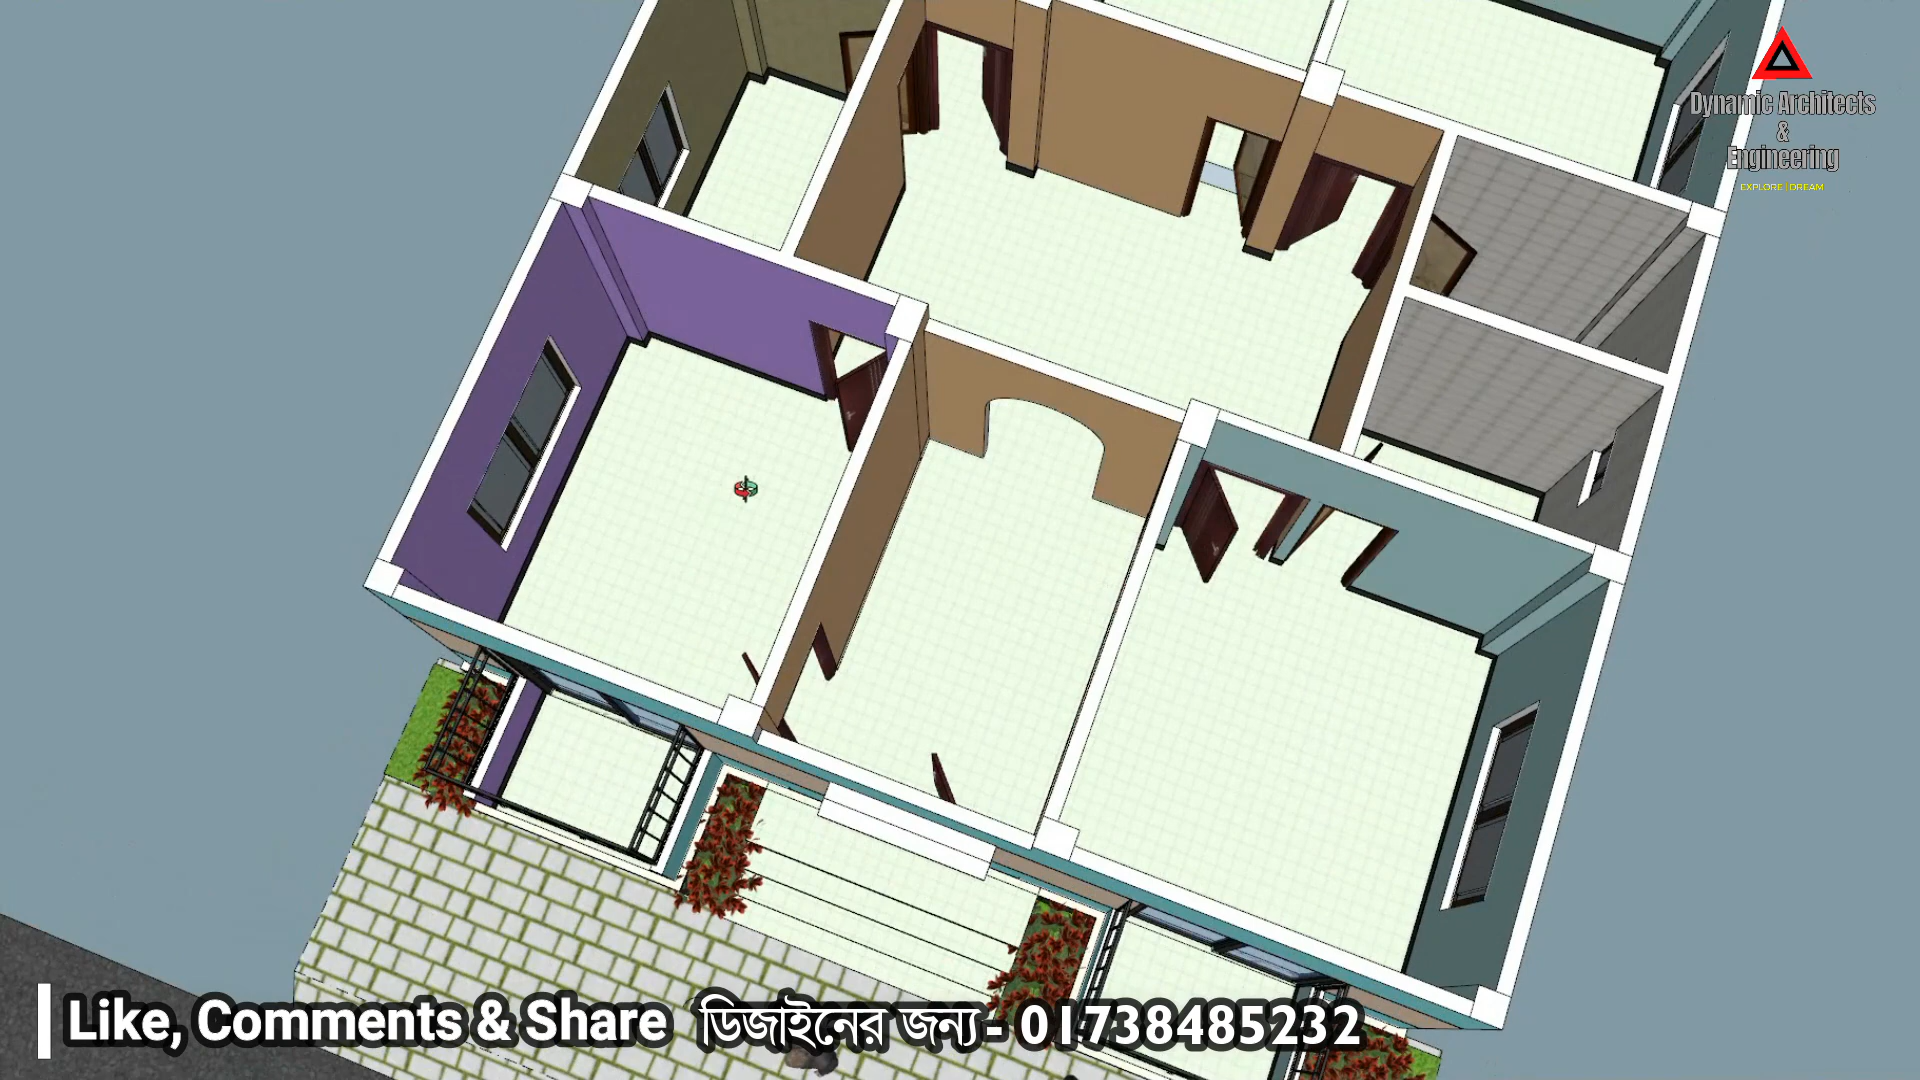 Dynamic Architects
&
Engineering
EXPLORE | DREAM
Like, Comments & Share ডিজাইনের জন্য - 01738485232